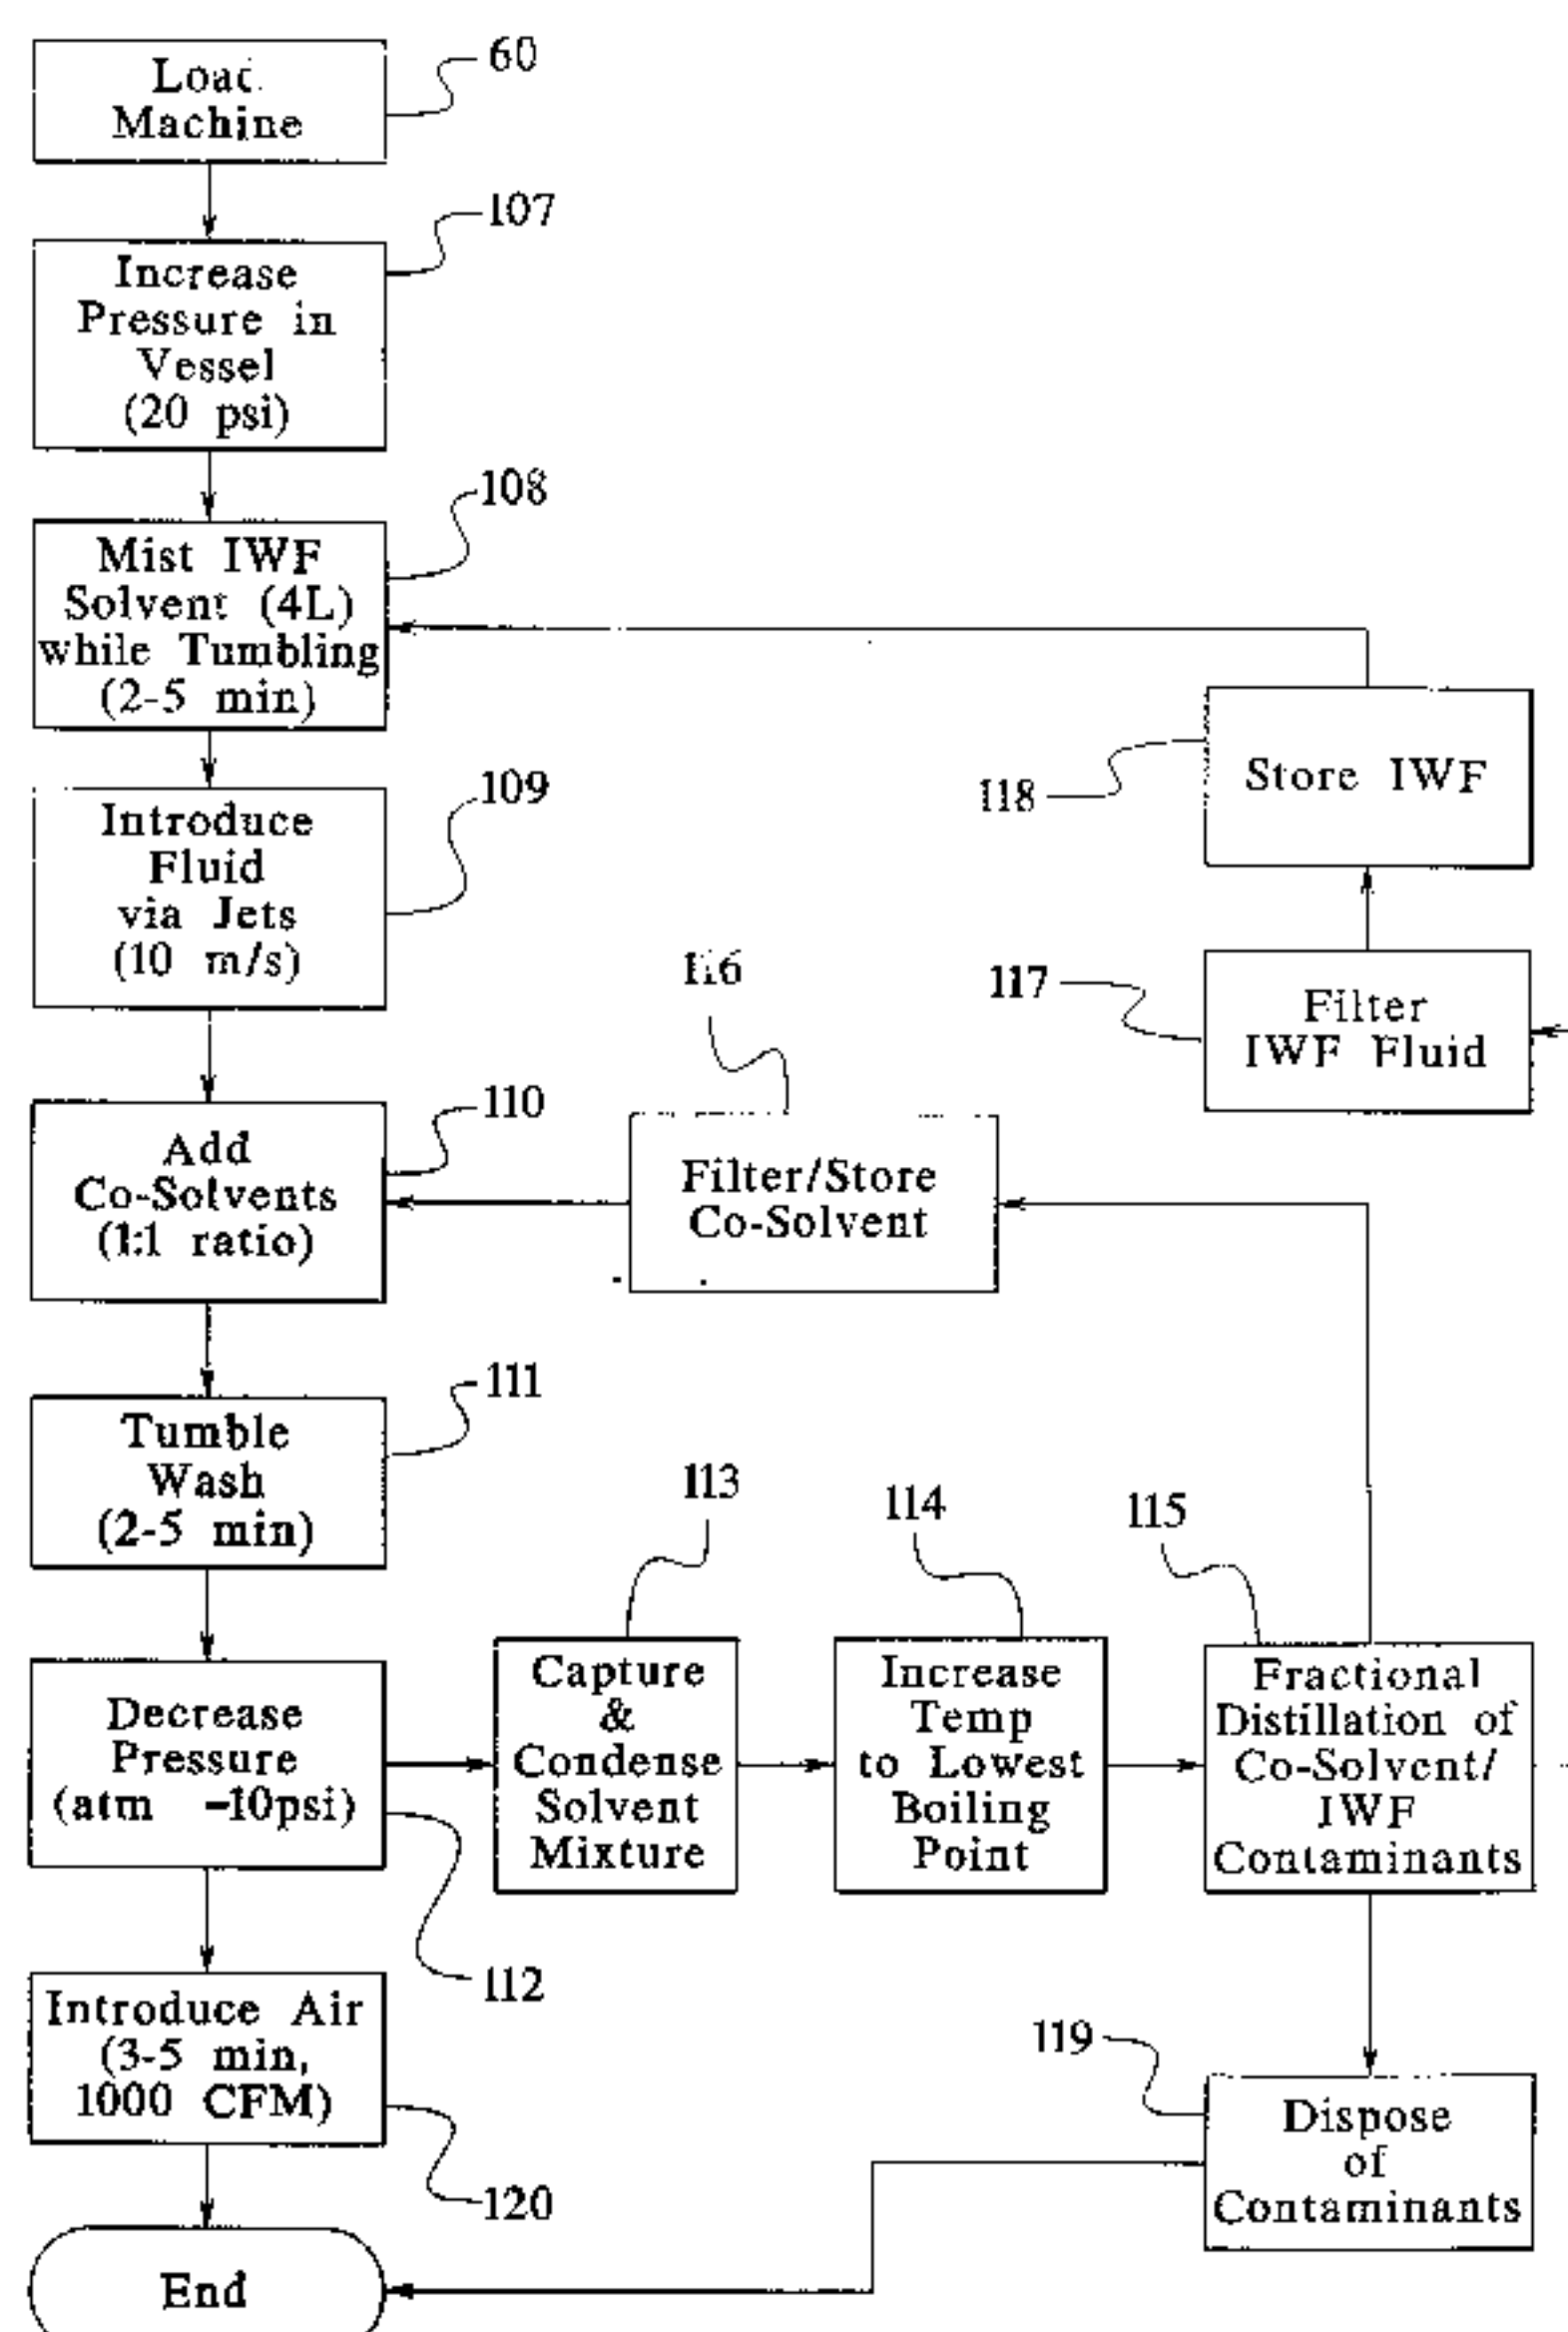 Load
Machine
60
107
Increase
Pressure in
Vessel
(20 psi)
108
Mist IWF
Solvent (4L)
while Tumbling
(2-5 min)
109
Introduce
Fluid
via Jets
(10 m/s)
118
Store IWF
117
Filter
IWF Fluid
116
110
Add
Co-Solvents
(1:1 ratio)
Filter/Store
Co-Solvent
111
Tumble
Wash
(2-5 min)
113
114
115
Decrease
Pressure
(atm -10psi)
112
Capture
&
Condense
Solvent
Mixture
Increase
Temp
to Lowest
Boiling
Point
Fractional
Distillation of
Co-Solvent/
IWF
Contaminants
Introduce Air
(3-5 min,
1000 CFM)
120
119
Dispose
of
Contaminants
End